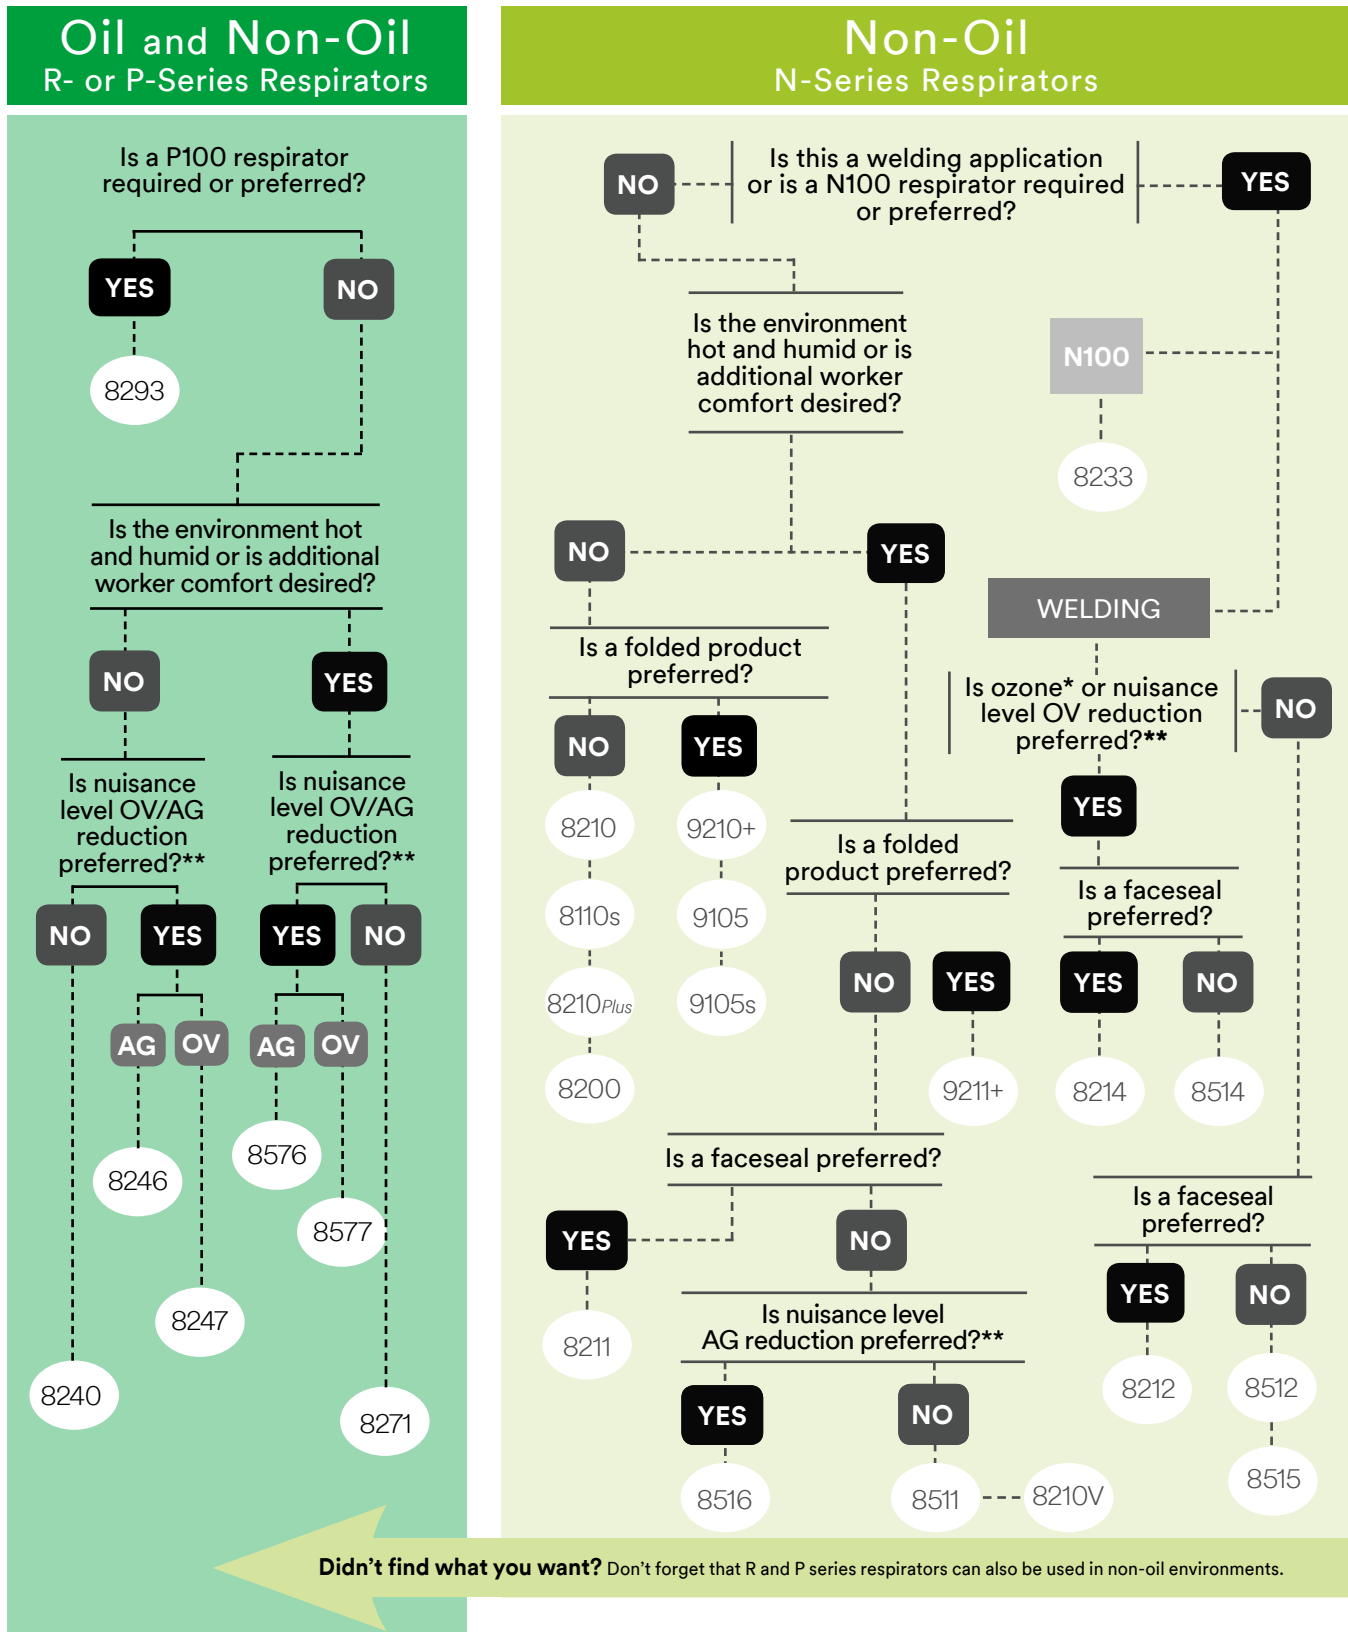 Oil and Non-Oil
R- or P-Series Respirators
Is a P100 respirator
required or preferred?
YES
NO
8293
Is the environment hot
and humid or is additional
worker comfort desired?
NO
YES
Is nuisance
level OV/AG
reduction
preferred?**
Is nuisance
level OV/AG
reduction
preferred?**
NO
YES
YES
NO
AG
OV
AG
OV
8576
8246
8577
8247
8240
8271
Non-Oil
N-Series Respirators
NO
Is this a welding application
or is a N100 respirator required
or preferred?
YES
Is the environment
hot and humid or is
additional worker
comfort desired?
N100
8233
NO
YES
WELDING
Is a folded product
preferred?
NO
YES
8210
9210+
8110s
9105
8210Plus
9105s
8200
Is ozone* or nuisance
level OV reduction
preferred?**
NO
YES
Is a folded
product preferred?
NO
YES
9211+
Is a faceseal
preferred?
YES
NO
8214
8514
Is a faceseal preferred?
YES
NO
8211
Is nuisance level
AG reduction preferred?**
YES
NO
8516
8511
8210V
Is a faceseal
preferred?
YES
NO
8212
8512
8515
Didn't find what you want? Don't forget that R and P series respirators can also be used in non-oil environments.